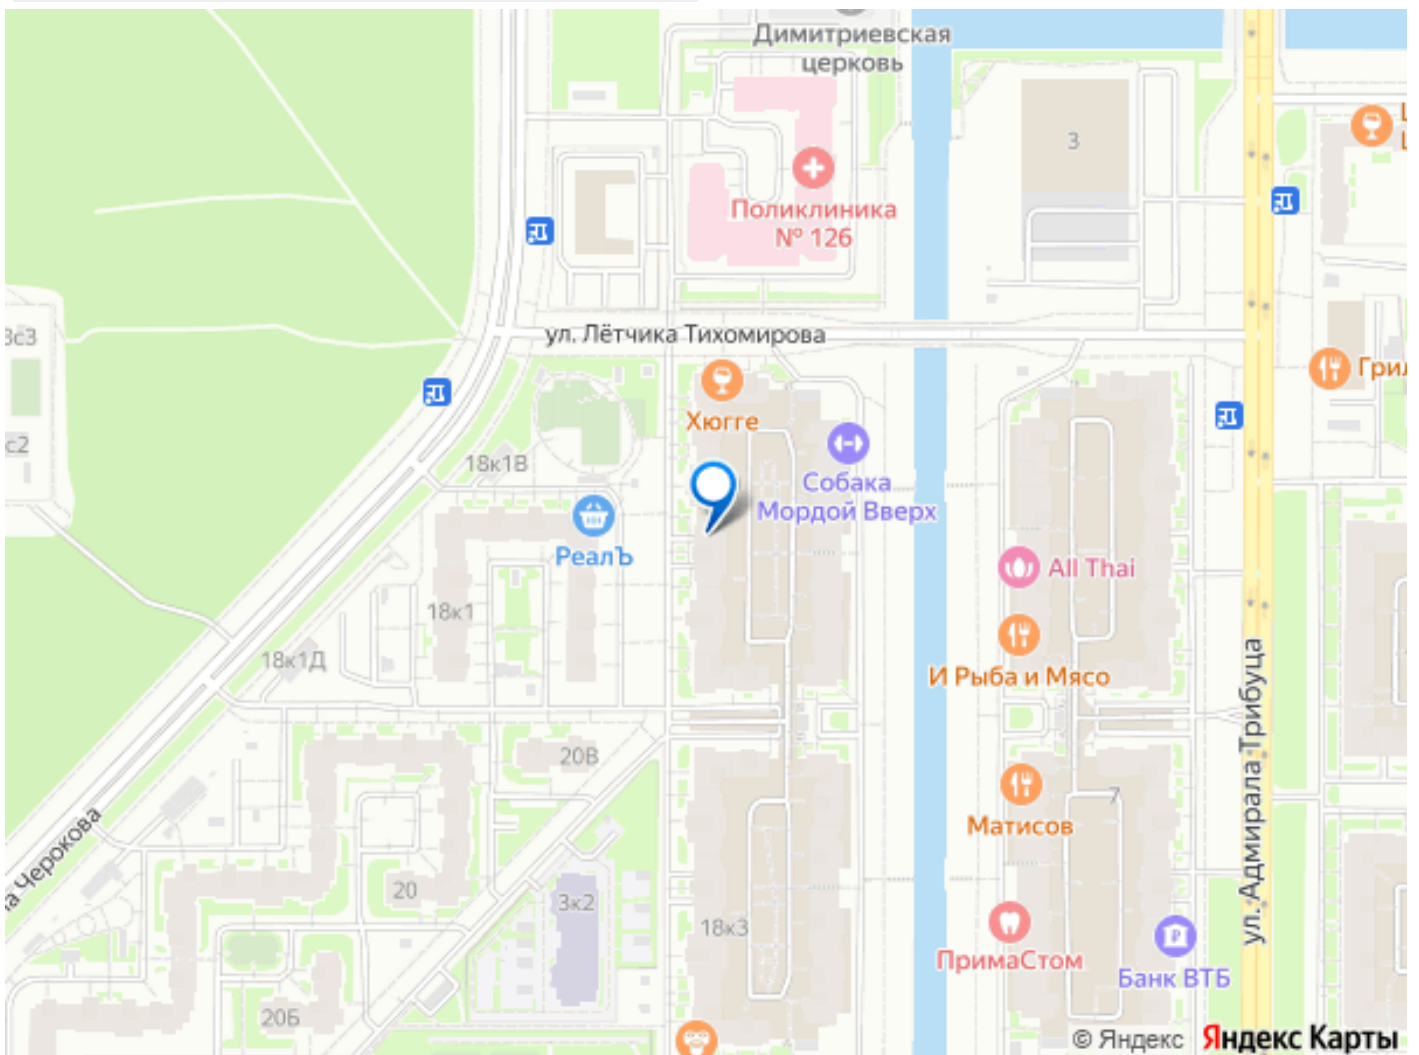 Димитриевская
церковь
3
Поликлиника
№ 126
ул. Лётчика Тихомирова
3с3
Грил
Хюгге
с2
18к1В
Собака
Мордой Вверх
РеалЪ
All Thai
18к1
18к1Д
И Рыба и Мясо
ул. Адмирала Трибуца
20В
7
Матисов
а Черокова
20
3к2
18к3
ПримаСтом
Банк ВТБ
20Б
© Яндекс Яндекс Карты